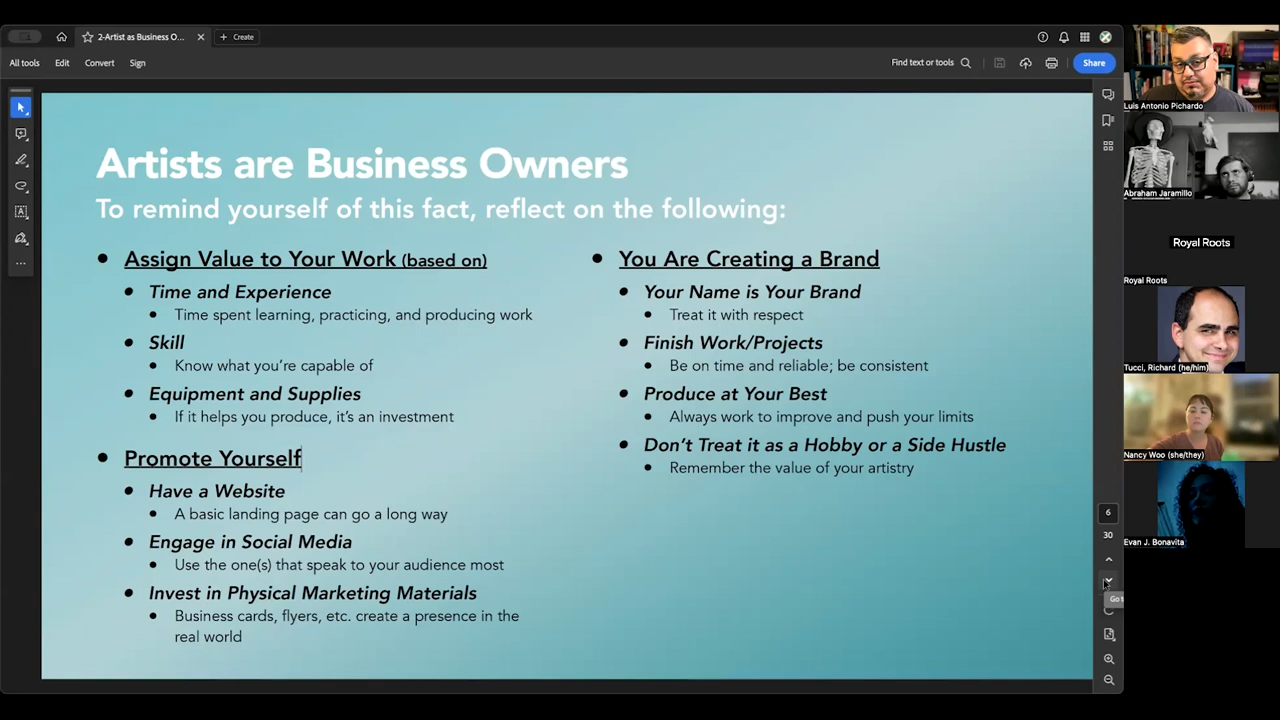 2-Artist as Business O...
Create
All tools
Edit
Convert
Sign
Find text or tools
Share
Artists are Business Owners
To remind yourself of this fact, reflect on the following:
• Assign Value to Your Work (based on)
• Time and Experience
• Time spent learning, practicing, and producing work
• Skill
• Know what you’re capable of
• Equipment and Supplies
• If it helps you produce, it’s an investment
• Promote Yourself
• Have a Website
• A basic landing page can go a long way
• Engage in Social Media
• Use the one(s) that speak to your audience most
• Invest in Physical Marketing Materials
• Business cards, flyers, etc. create a presence in the
real world
• You Are Creating a Brand
• Your Name is Your Brand
• Treat it with respect
• Finish Work/Projects
• Be on time and reliable; be consistent
• Produce at Your Best
• Always work to improve and push your limits
• Don’t Treat it as a Hobby or a Side Hustle
• Remember the value of your artistry
6
30
Luis Antonio Pichardo
Abraham Jaramillo
Royal Roots
Royal Roots
Tucci, Richard (he/him)
Nancy Woo (she/they)
Evan J. Bonavita